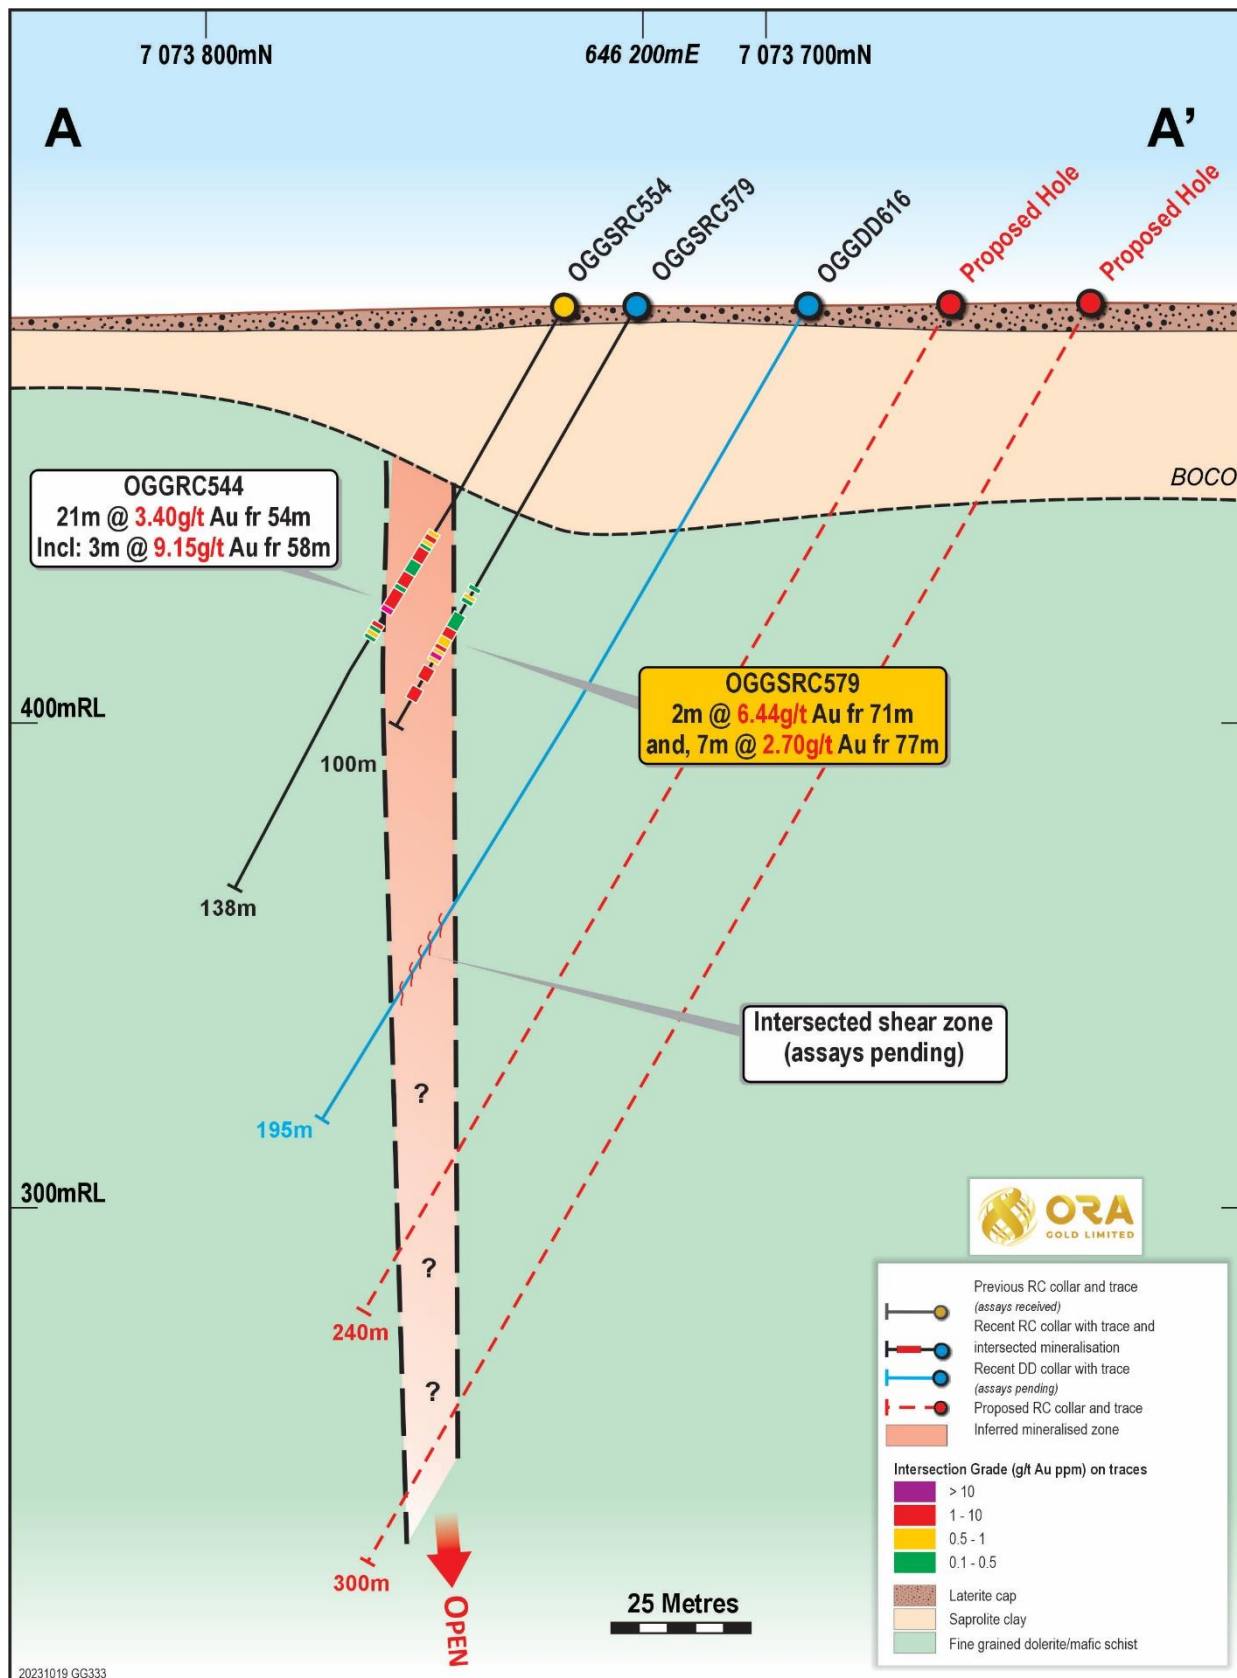 7 073 800mN
646 200mE
7 073 700mN
A
A'
OGGSRC554
OGGSRC579
OGGDD616
Proposed Hole
Proposed Hole
BOCO
OGGRC544
21m @ 3.40g/t Au fr 54m
Incl: 3m @ 9.15g/t Au fr 58m
OGGSRC579
2m @ 6.44g/t Au fr 71m
and, 7m @ 2.70g/t Au fr 77m
400mRL
100m
138m
Intersected shear zone
(assays pending)
?
195m
300mRL
?
240m
?
300m
OPEN
25 Metres
ORA
GOLD LIMITED
Previous RC collar and trace
(assays received)
Recent RC collar with trace and
intersected mineralisation
Recent DD collar with trace
(assays pending)
Proposed RC collar and trace
Inferred mineralised zone
Intersection Grade (g/t Au ppm) on traces
> 10
1 - 10
0.5 - 1
0.1 - 0.5
Laterite cap
Saprolite clay
Fine grained dolerite/mafic schist
20231019 GG333